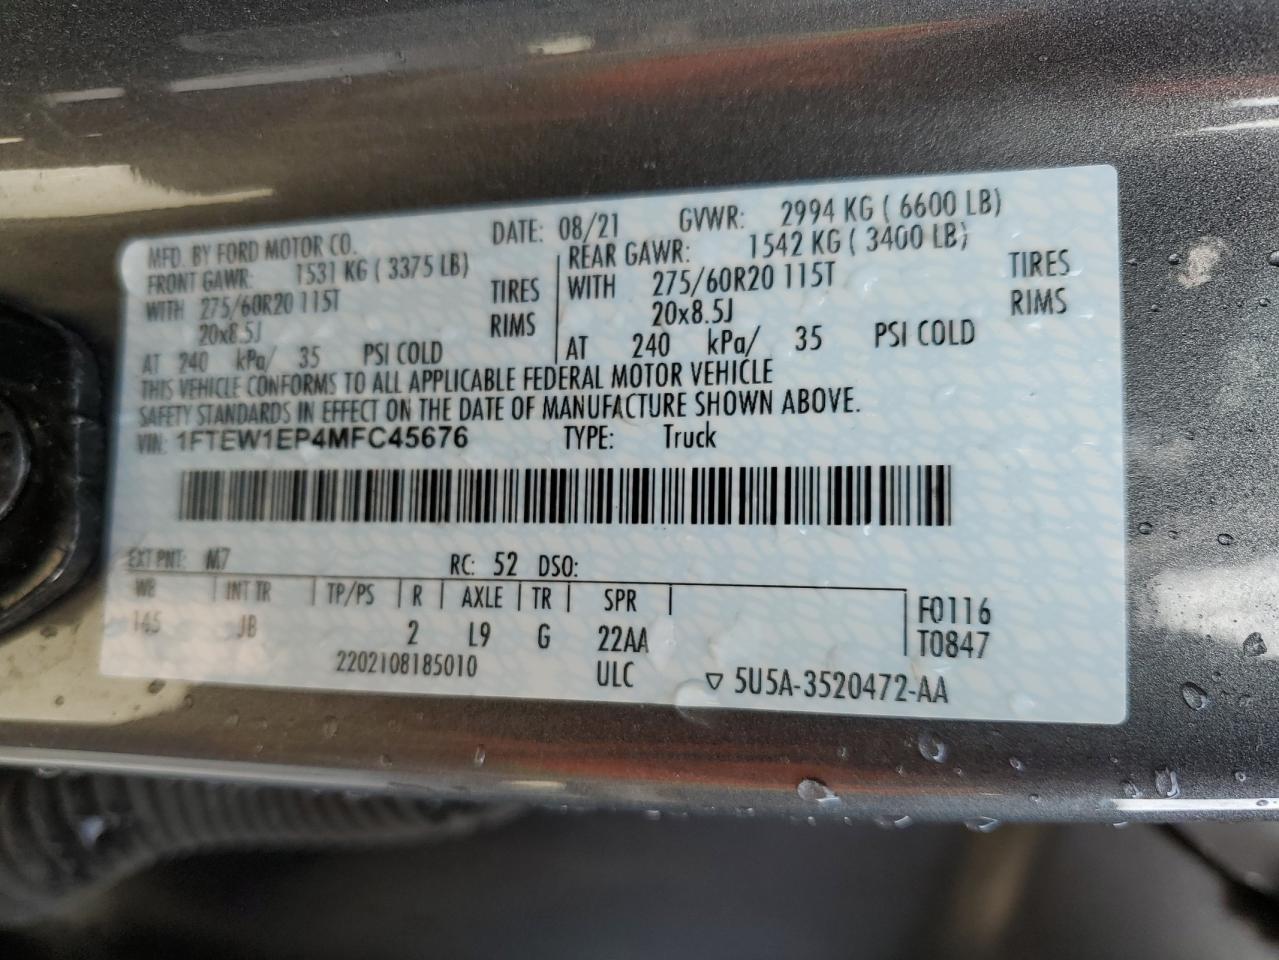 MFD. BY FORD MOTOR CO. DATE: 08/21 GVWR: 2994 KG ( 6600 LB)
FRONT GAWR: 1531 KG ( 3375 LB) REAR GAWR: 1542 KG ( 3400 LB)
WITH 275/60R20 115T TIRES WITH 275/60R20 115T TIRES
20x8.5J RIMS 20x8.5J RIMS
AT 240 kPa/ 35 PSI COLD AT 240 kPa/ 35 PSI COLD
THIS VEHICLE CONFORMS TO ALL APPLICABLE FEDERAL MOTOR VEHICLE
SAFETY STANDARDS IN EFFECT ON THE DATE OF MANUFACTURE SHOWN ABOVE.
VIN: 1FTEW1EP4MFC45676 TYPE: Truck
EXT PNT: M7 RC: 52 DSO:
WB INT TR TP/PS R AXLE TR SPR F0116
145 JB 2 L9 G 22AA T0847
2202108185010 ULC ▽ 5U5A-3520472-AA